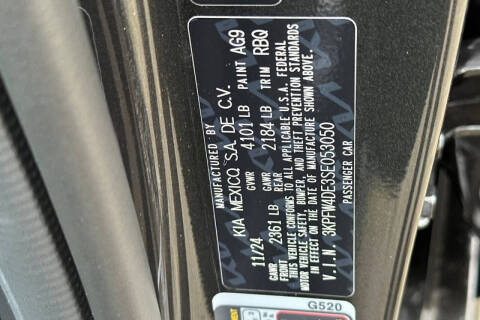 MANUFACTURED BY
KIA MEXICO, S.A. DE C.V.
11/24 GVWR 4101 LB PAINT AG9
GAWR FRONT 2361 LB GAWR REAR 2184 LB TRIM RBQ
THIS VEHICLE CONFORMS TO ALL APPLICABLE U.S.A. FEDERAL
MOTOR VEHICLE SAFETY, BUMPER, AND THEFT PREVENTION STANDARDS
IN EFFECT ON THE DATE OF MANUFACTURE SHOWN ABOVE.
V.I.N. 3KPFW4DE3SE053050
PASSENGER CAR
G520